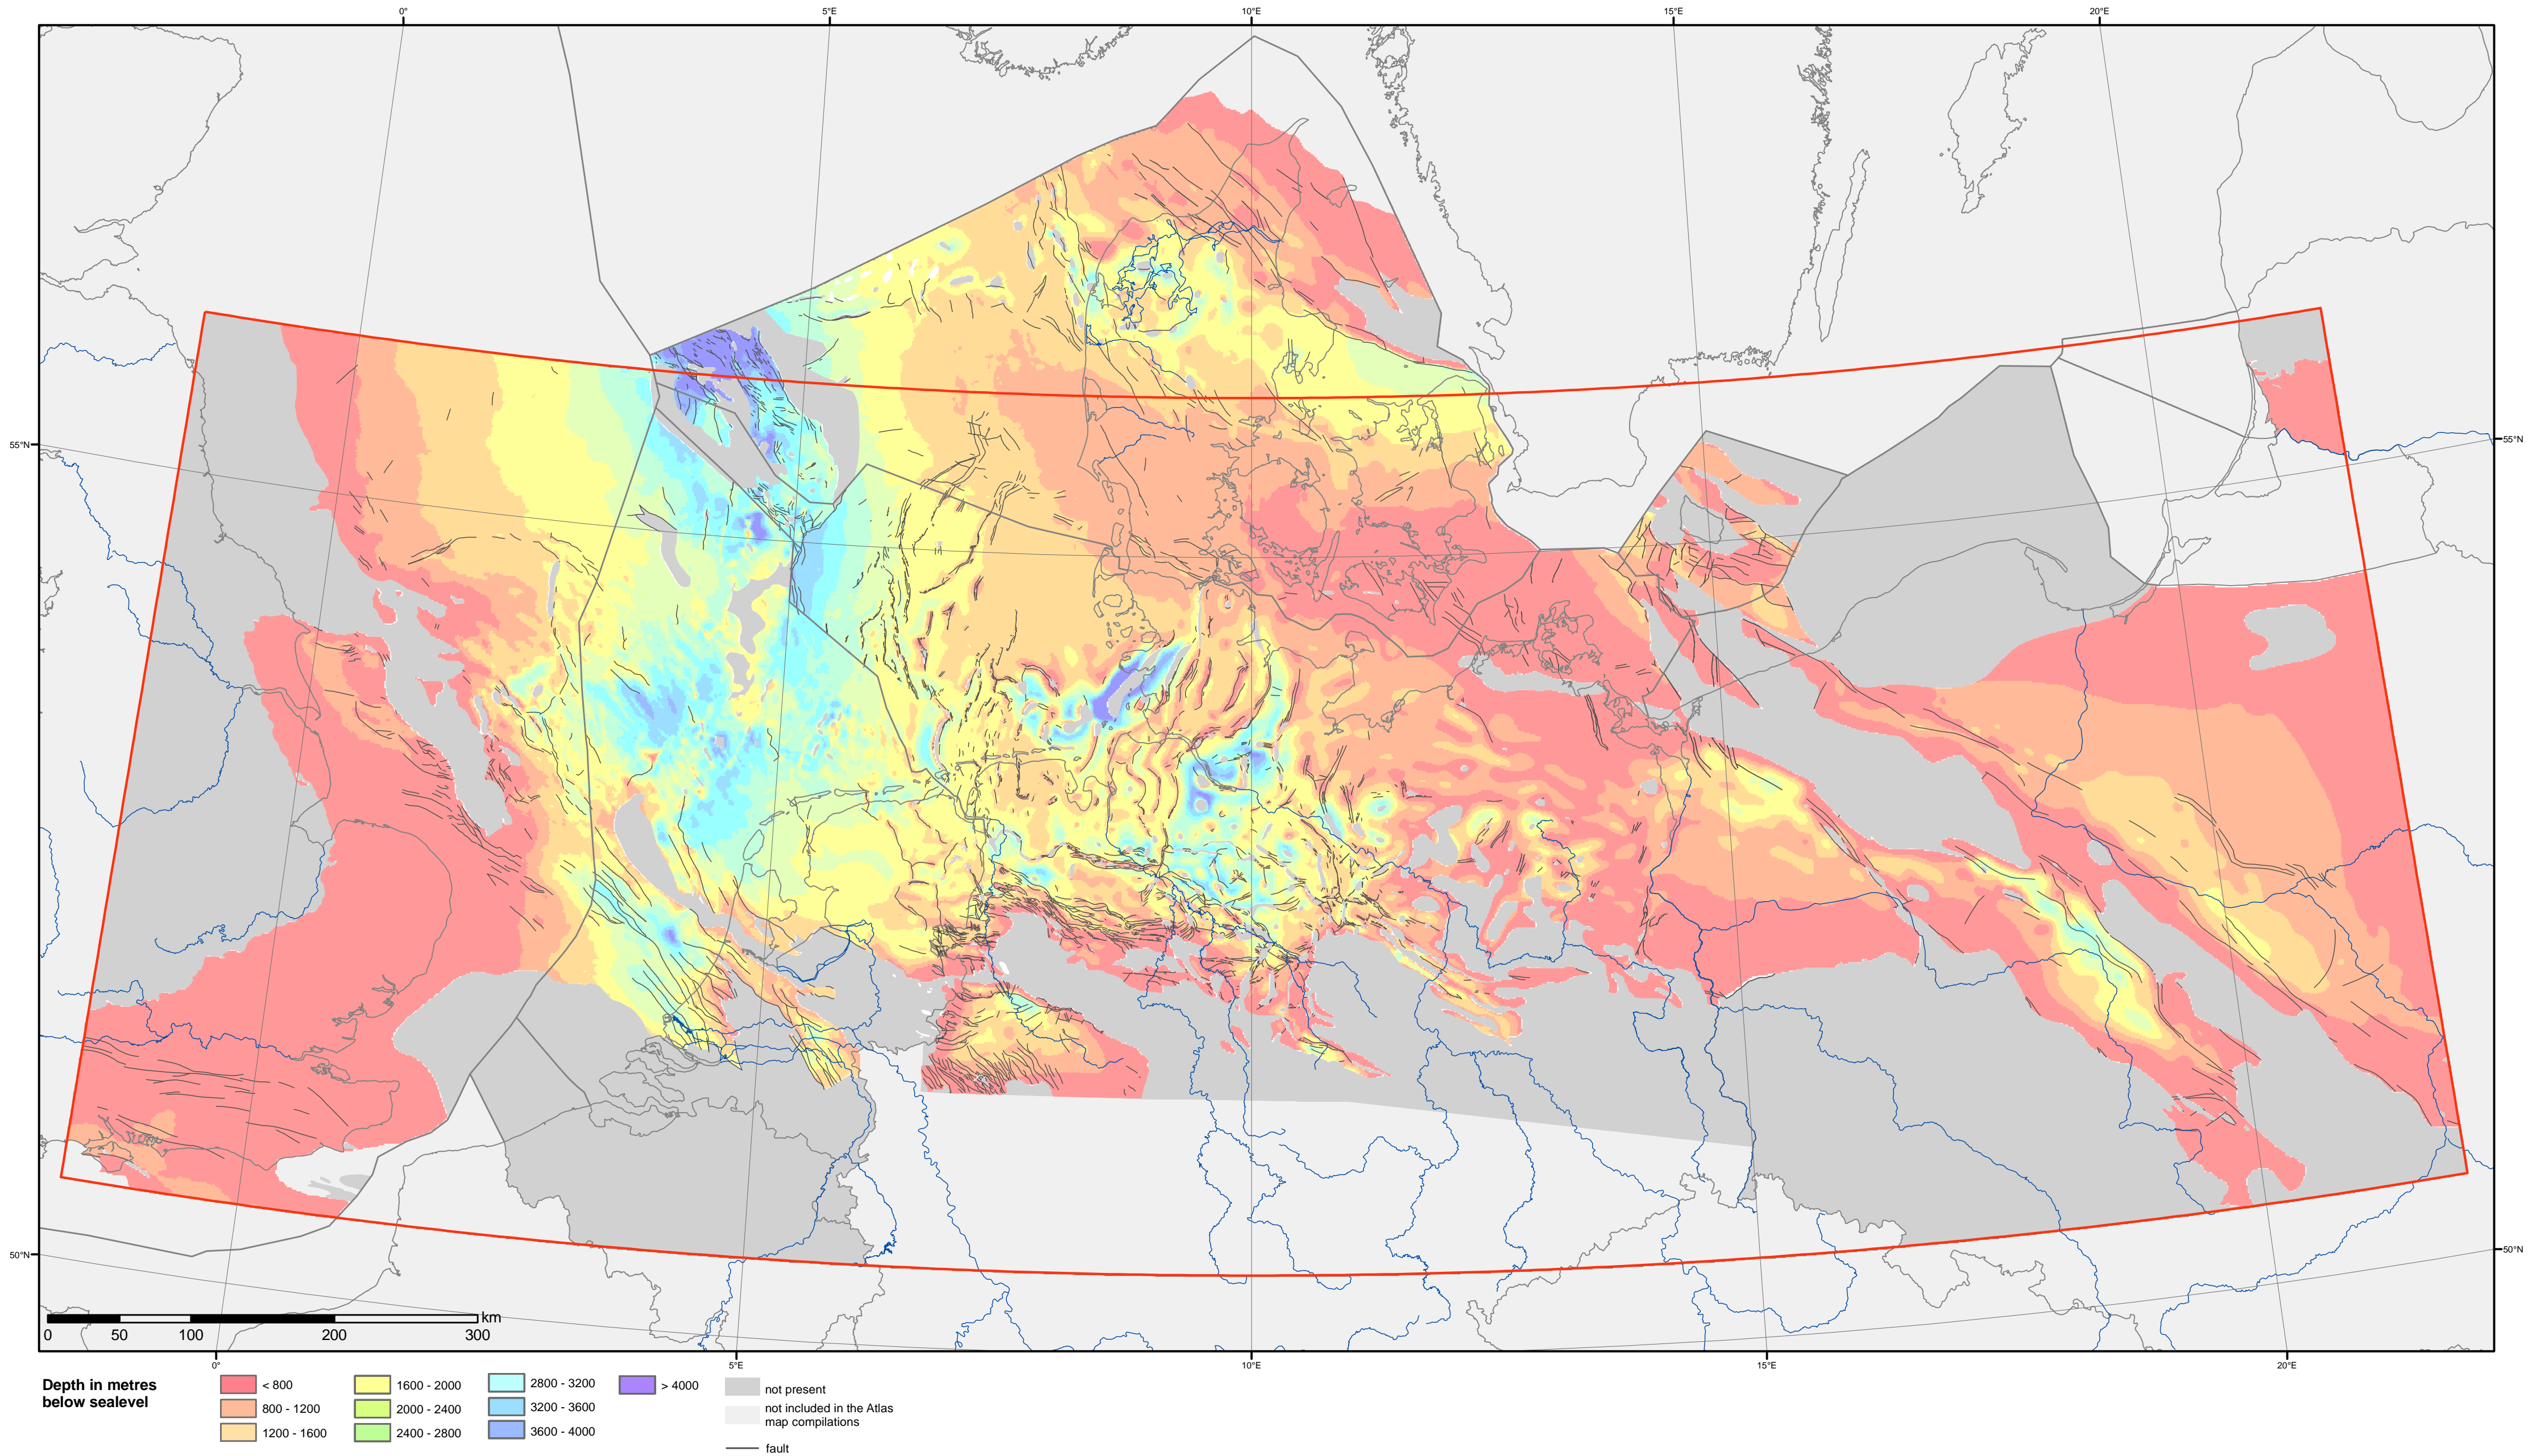 0° 5°E 10°E 15°E 20°E
55°N 55°N
50°N 50°N
km
0 50 100 200 300
0° 5°E 10°E 15°E 20°E
Depth in metres
below sealevel
< 800
800 - 1200
1200 - 1600
1600 - 2000
2000 - 2400
2400 - 2800
2800 - 3200
3200 - 3600
3600 - 4000
> 4000
not present
not included in the Atlas
map compilations
fault